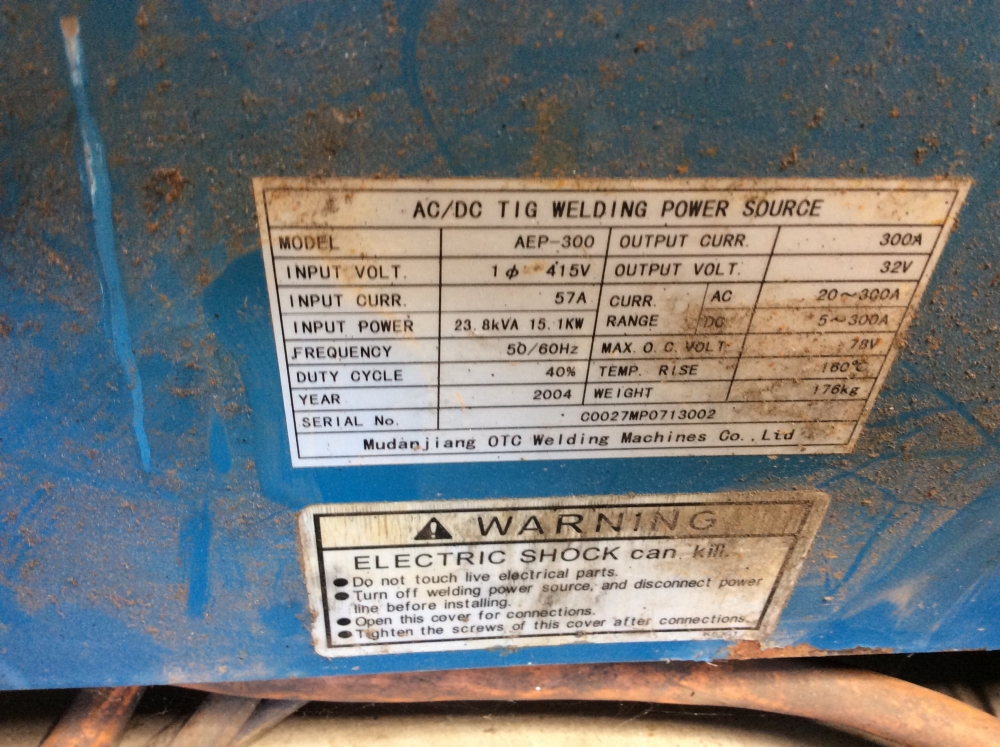 AC/DC TIG WELDING POWER SOURCE
MODEL AEP-300 OUTPUT CURR. 300A
INPUT VOLT. 1ϕ 415V OUTPUT VOLT. 32V
INPUT CURR. 57A CURR. RANGE AC 20~300A
INPUT POWER 23.8kVA 15.1KW DC 5~300A
FREQUENCY 50/60Hz MAX. O.C. VOLT 78V
DUTY CYCLE 40% TEMP. RISE 160℃
YEAR 2004 WEIGHT 176kg
SERIAL No. C0027MP0713002
Mudanjiang OTC Welding Machines Co., Ltd
WARNING
ELECTRIC SHOCK can kill.
● Do not touch live electrical parts.
● Turn off welding power source, and disconnect power
line before installing.
● Open this cover for connections.
● Tighten the screws of this cover after connections.